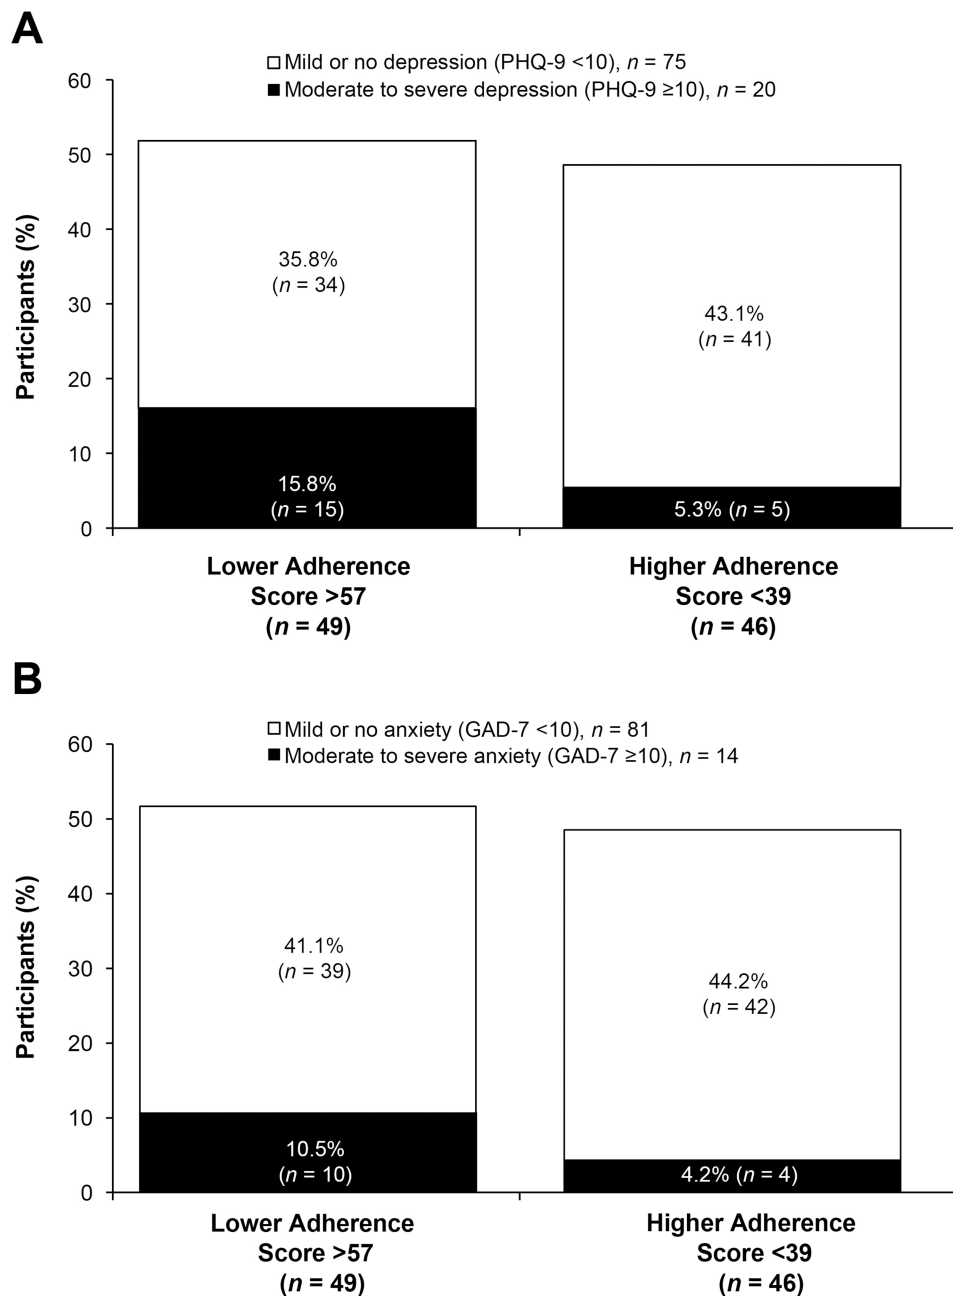 A
Mild or no depression (PHQ-9 <10), n = 75
Moderate to severe depression (PHQ-9 ≥10), n = 20
60
50
40
30
20
10
0
Participants (%)
35.8%
(n = 34)
15.8%
(n = 15)
43.1%
(n = 41)
5.3% (n = 5)
Lower Adherence
Score >57
(n = 49)
Higher Adherence
Score <39
(n = 46)
B
Mild or no anxiety (GAD-7 <10), n = 81
Moderate to severe anxiety (GAD-7 ≥10), n = 14
60
50
40
30
20
10
0
Participants (%)
41.1%
(n = 39)
10.5%
(n = 10)
44.2%
(n = 42)
4.2% (n = 4)
Lower Adherence
Score >57
(n = 49)
Higher Adherence
Score <39
(n = 46)